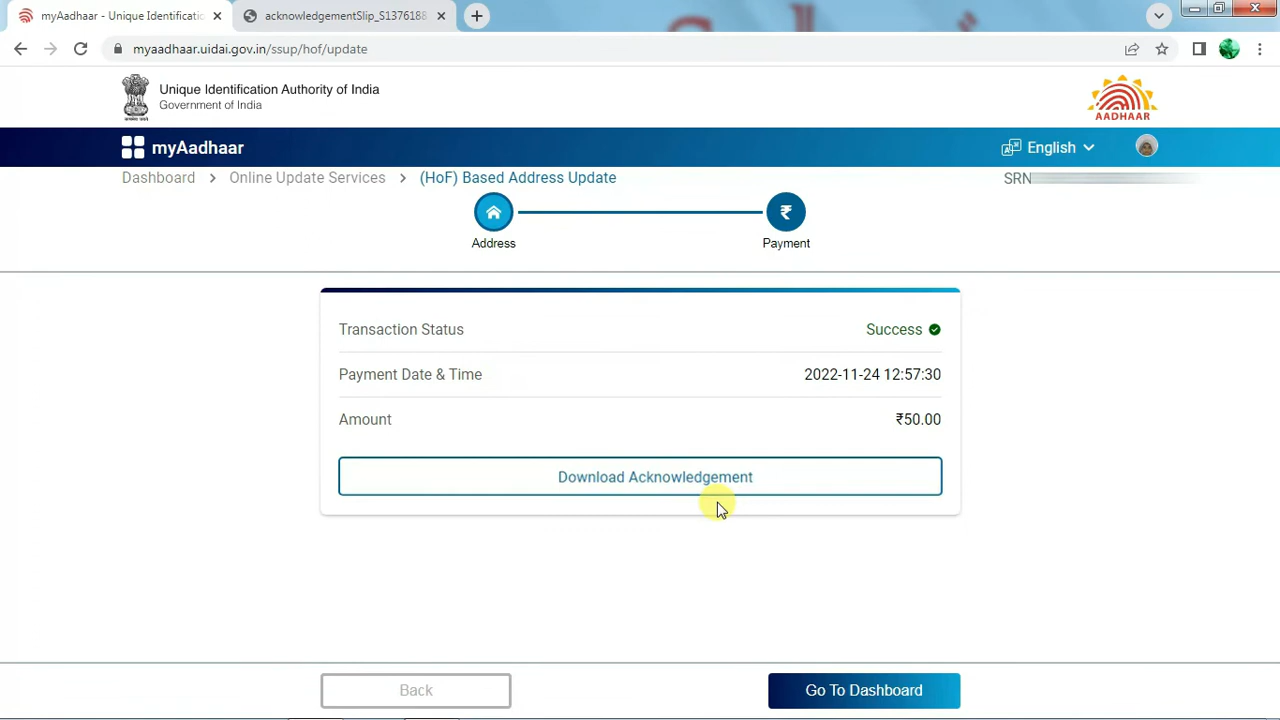 myAadhaar - Unique Identificatio
acknowledgementSlip_S1376188
myaadhaar.uidai.gov.in/ssup/hof/update
Unique Identification Authority of India
Government of India
AADHAAR
myAadhaar
English
Dashboard > Online Update Services > (HoF) Based Address Update
SRN
₹
Address
Payment
Transaction Status Success
Payment Date & Time 2022-11-24 12:57:30
Amount ₹50.00
Download Acknowledgement
Back
Go To Dashboard